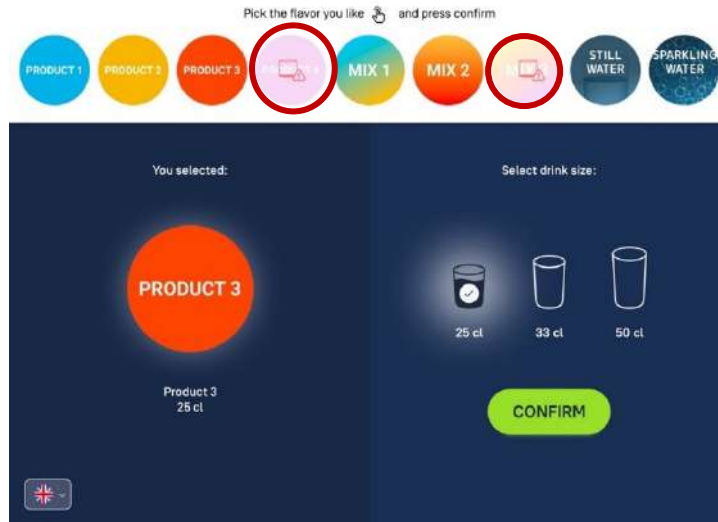 Pick the flavor you like and press confirm
PRODUCT 1
PRODUCT 2
PRODUCT 3
PRODUCT 4
MIX 1
MIX 2
STILL
WATER
SPARKLING
WATER
You selected:
PRODUCT 3
Product 3
25 cl
Select drink size:
25 cl
33 cl
50 cl
CONFIRM